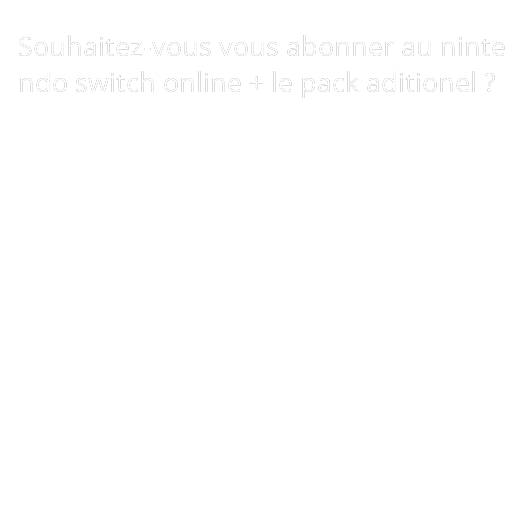 Souhaitez-vous vous abonner au ninte
ndo switch online + le pack aditionel ?